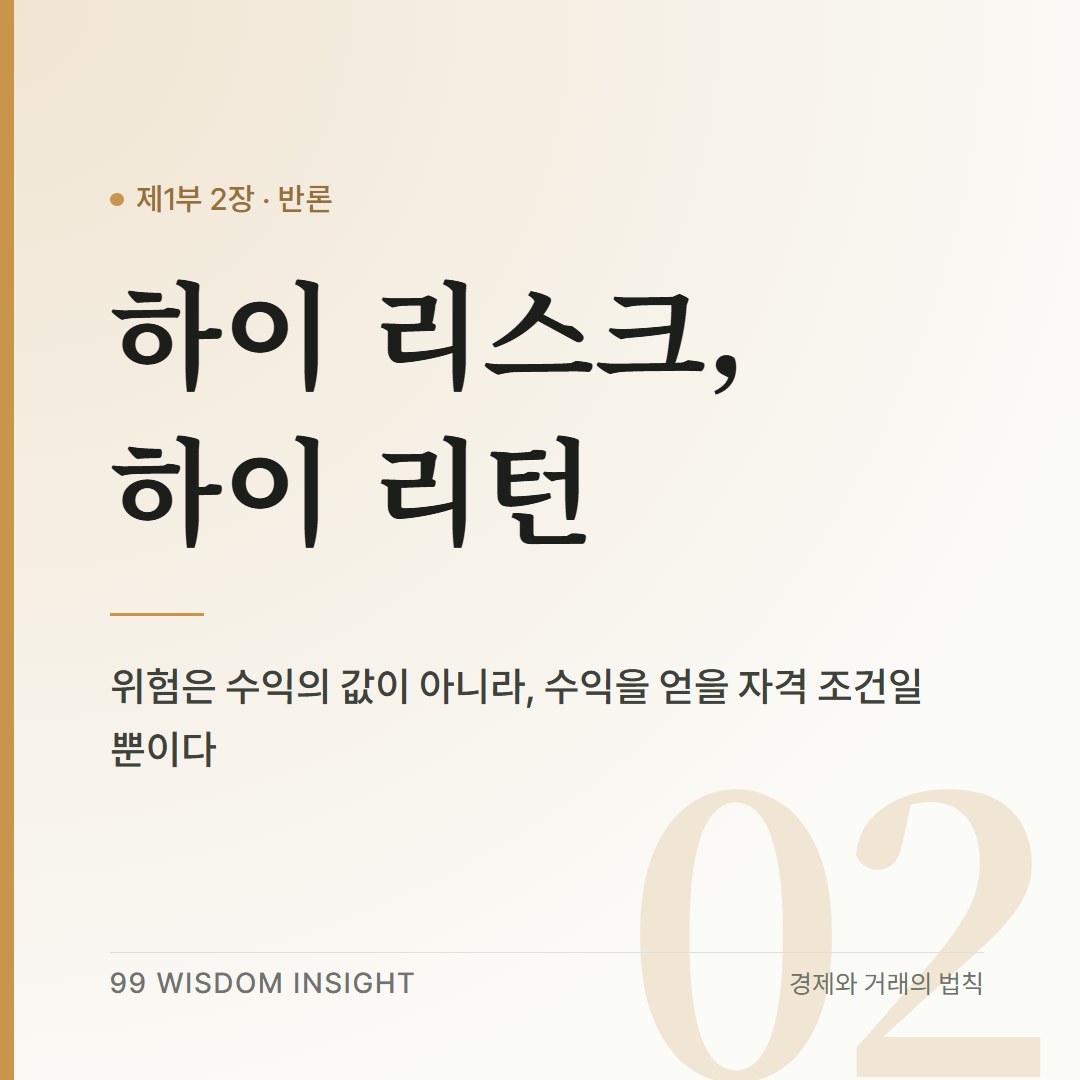 제1부 2장 · 반론
하이 리스크,
하이 리턴
위험은 수익의 값이 아니라, 수익을 얻을 자격 조건일
뿐이다
02
99 WISDOM INSIGHT
경제와 거래의 법칙